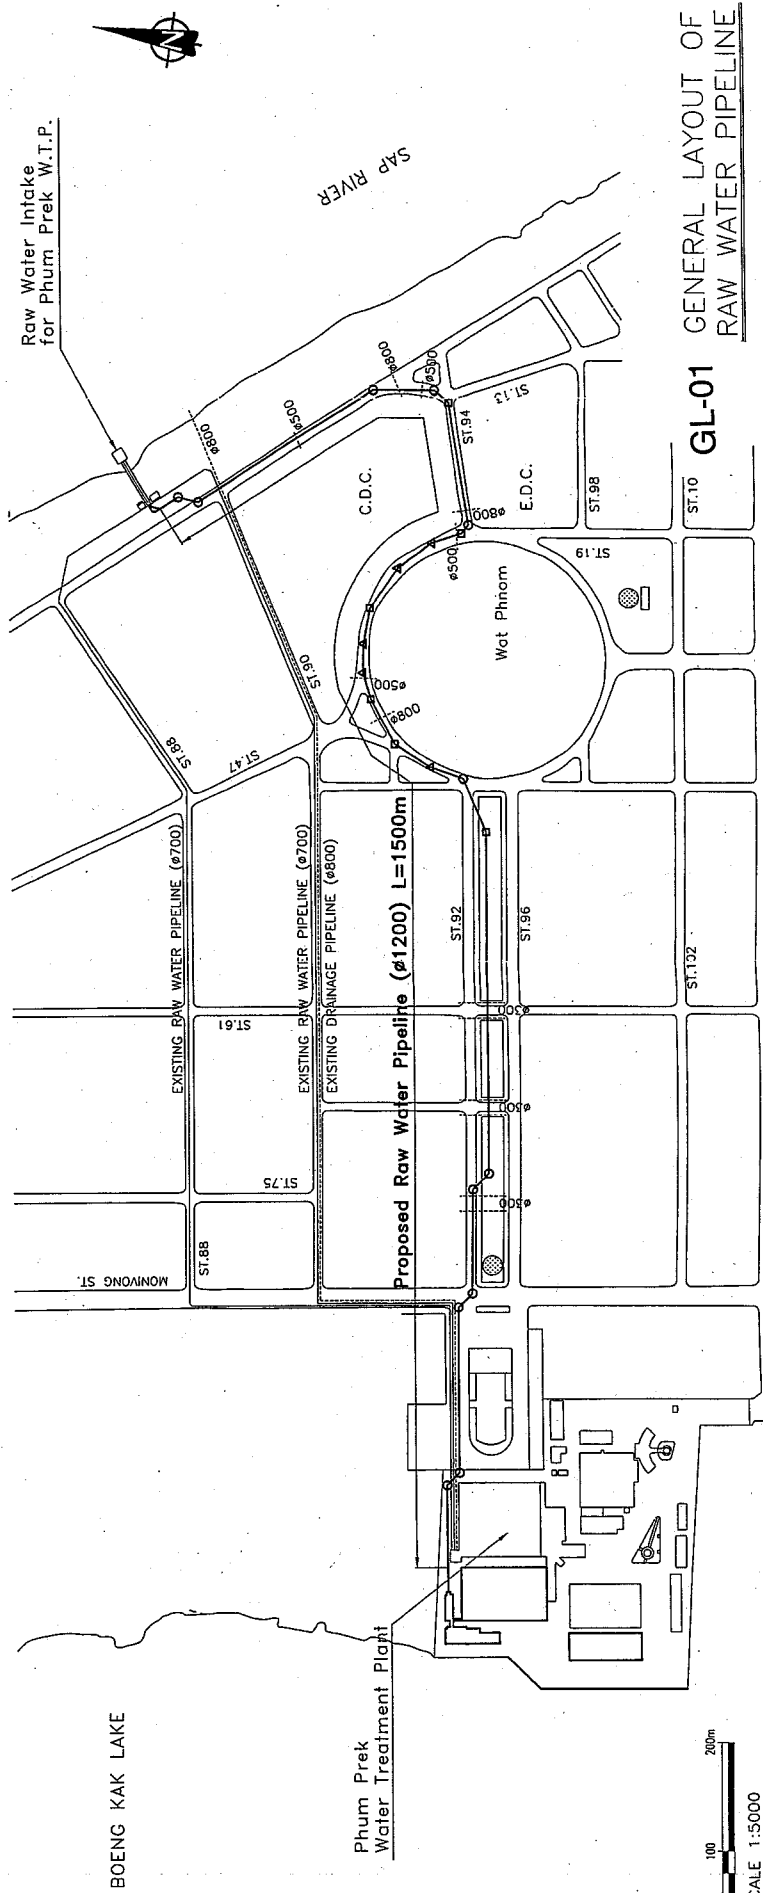 Raw Water Intake
for Phum Prek W.T.P.
SAP RIVER
GENERAL LAYOUT OF
RAW WATER PIPELINE
GL-01
ø800
ø500
ø800
ø500
ST.13
ST.94
C.D.C.
E.D.C.
ST.98
ST.10
ø800
ø500
ST.19
Wat Phnom
ST.90
ø500
ø800
ST.88
ST.47
EXISTING RAW WATER PIPELINE (ø700)
EXISTING RAW WATER PIPELINE (ø700)
EXISTING DRAINAGE PIPELINE (ø800)
Proposed Raw Water Pipeline (ø1200) L=1500m
ST.92
ST.96
ST.102
ST.61
ø300
ø300
ø300
ST.75
ST.88
MONIVONG ST.
Phum Prek
Water Treatment Plant
BOENG KAK LAKE
100
200m
CALE 1:5000
N